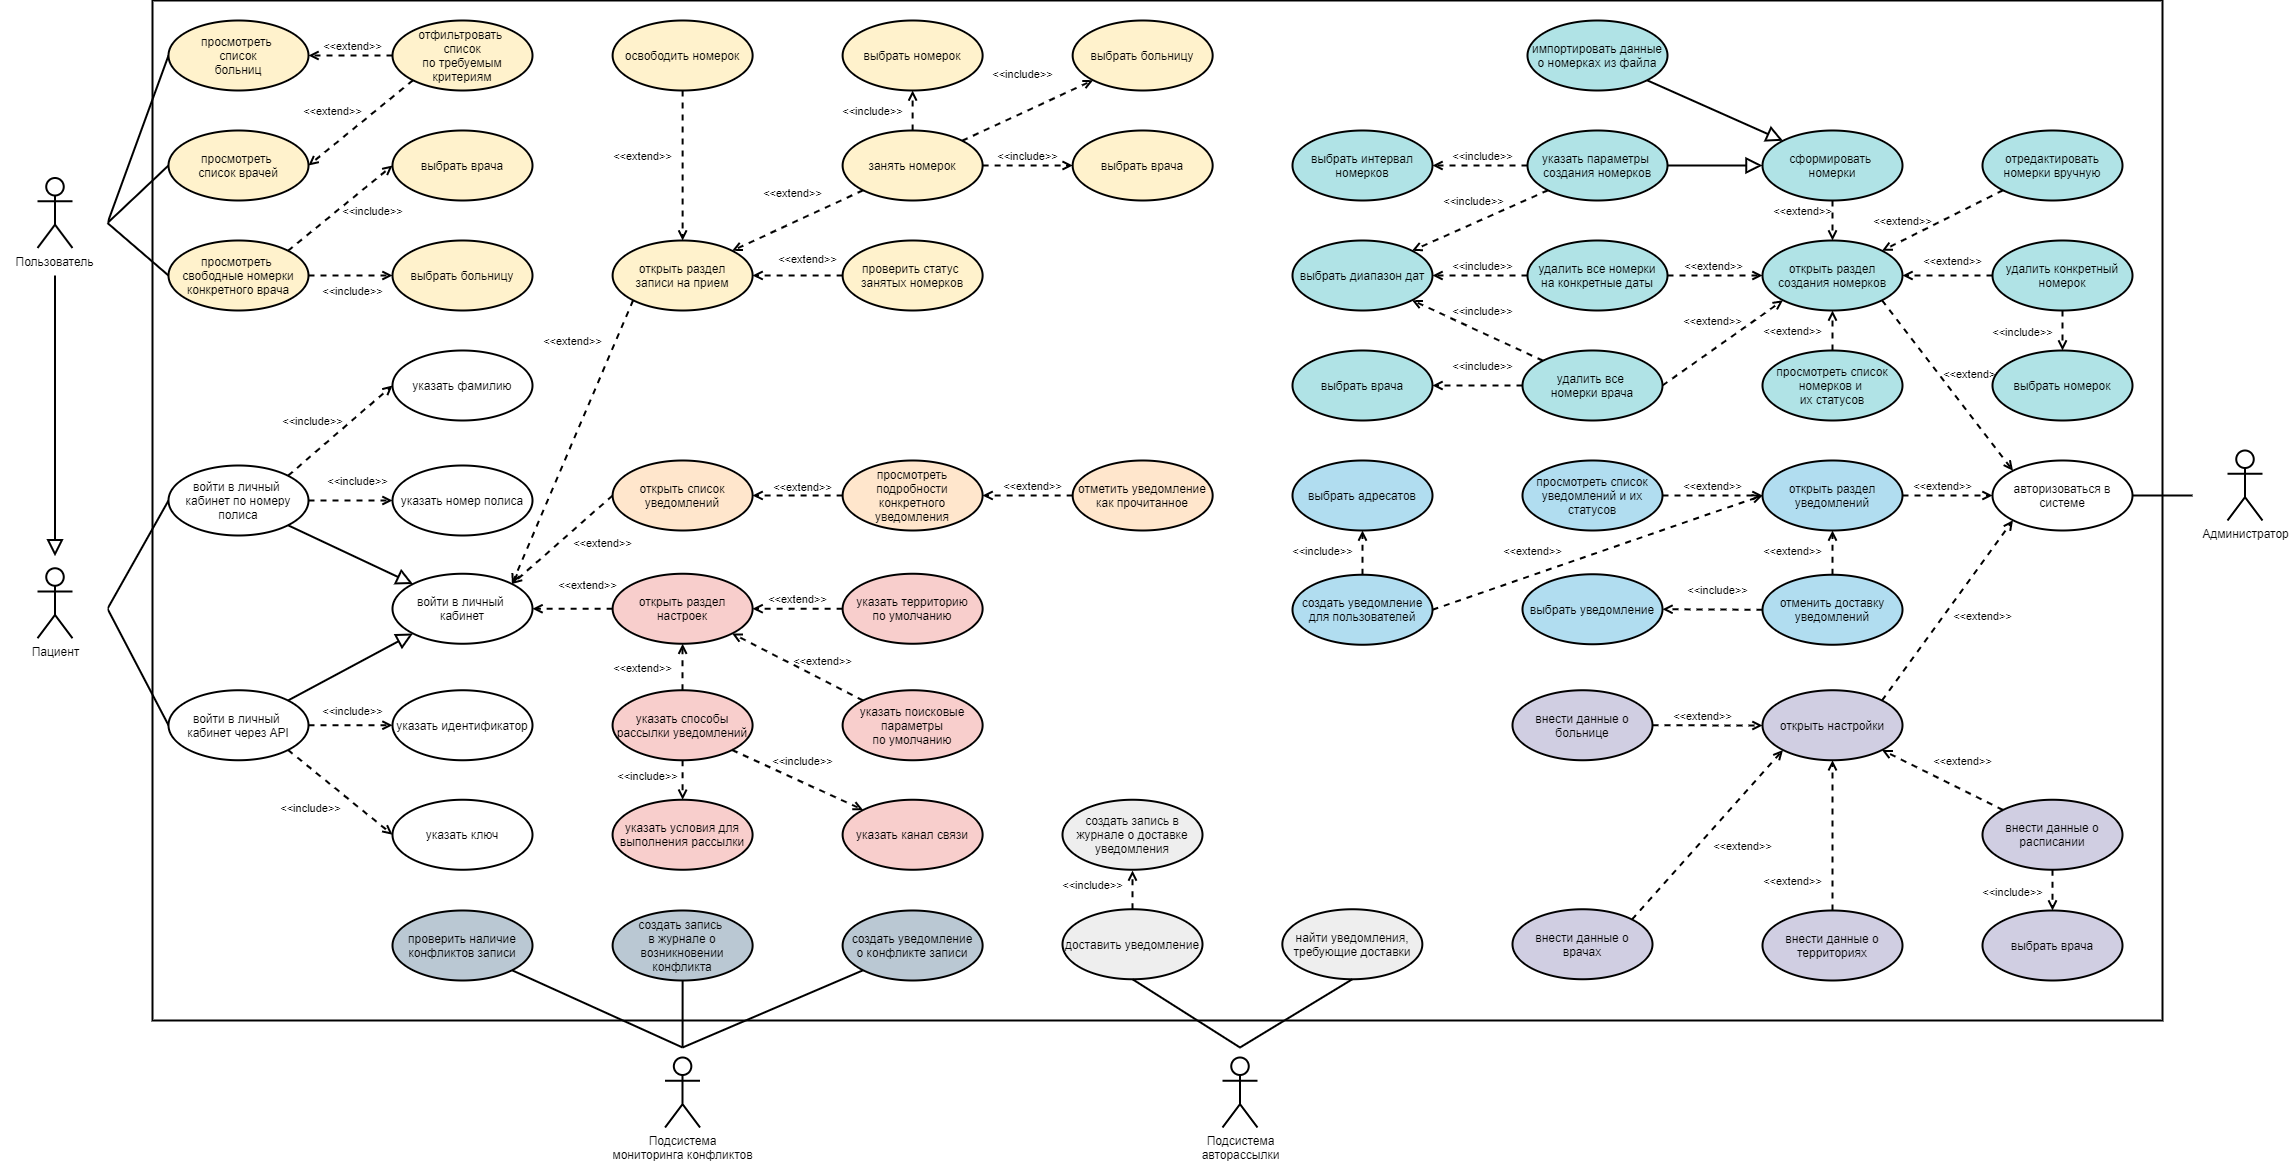 просмотреть
список
больниц
<<extend>>
отфильтровать
список
по требуемым
критериям
освободить номерок
выбрать номерок
<<include>>
выбрать больницу
импортировать данные
о номерках из файла
<<extend>>
<<include>>
просмотреть
список врачей
выбрать врача
<<extend>>
занять номерок
<<include>>
выбрать врача
выбрать интервал
номерков
<<include>>
указать параметры
создания номерков
сформировать
номерки
отредактировать
номерки вручную
<<include>>
<<extend>>
<<include>>
<<extend>>
<<extend>>
Пользователь
просмотреть
свободные номерки
конкретного врача
<<include>>
выбрать больницу
открыть раздел
записи на прием
<<extend>>
проверить статус
занятых номерков
выбрать диапазон дат
<<include>>
удалить все номерки
на конкретные даты
<<extend>>
открыть раздел
создания номерков
<<extend>>
удалить конкретный
номерок
<<extend>>
<<include>>
<<extend>>
<<extend>>
<<include>>
указать фамилию
выбрать врача
<<include>>
удалить все
номерки врача
просмотреть список
номерков и
их статусов
<<extend>>
выбрать номерок
<<include>>
войти в личный
кабинет по номеру
полиса
<<include>>
указать номер полиса
открыть список
уведомлений
<<extend>>
просмотреть
подробности
конкретного
уведомления
<<extend>>
отметить уведомление
как прочитанное
выбрать адресатов
просмотреть список
уведомлений и их
статусов
<<extend>>
открыть раздел
уведомлений
<<extend>>
авторизоваться в
системе
Администратор
<<extend>>
<<include>>
<<extend>>
<<extend>>
Пациент
войти в личный
кабинет
<<extend>>
открыть раздел
настроек
<<extend>>
указать территорию
по умолчанию
создать уведомление
для пользователей
выбрать уведомление
<<include>>
отменить доставку
уведомлений
<<extend>>
<<extend>>
<<extend>>
войти в личный
кабинет через API
<<include>>
указать идентификатор
указать способы
рассылки уведомлений
указать поисковые
параметры
по умолчанию
внести данные о
больнице
<<extend>>
открыть настройки
<<include>>
<<include>>
<<extend>>
<<include>>
указать ключ
указать условия для
выполнения рассылки
указать канал связи
создать запись в
журнале о доставке
уведомления
внести данные о
расписании
<<extend>>
<<include>>
<<extend>>
<<include>>
проверить наличие
конфликтов записи
создать запись
в журнале о
возникновении
конфликта
создать уведомление
о конфликте записи
доставить уведомление
найти уведомления,
требующие доставки
внести данные о
врачах
внести данные о
территориях
выбрать врача
Подсистема
мониторинга конфликтов
Подсистема
авторассылки